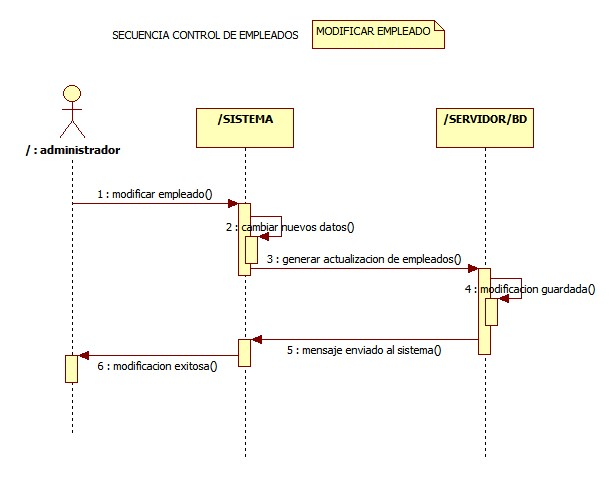 SECUENCIA CONTROL DE EMPLEADOS
MODIFICAR EMPLEADO
/ : administrador
/SISTEMA
/SERVIDOR/BD
1 : modificar empleado()
2 : cambiar nuevos datos()
3 : generar actualizacion de empleados()
4 : modificacion guardada()
5 : mensaje enviado al sistema()
6 : modificacion exitosa()